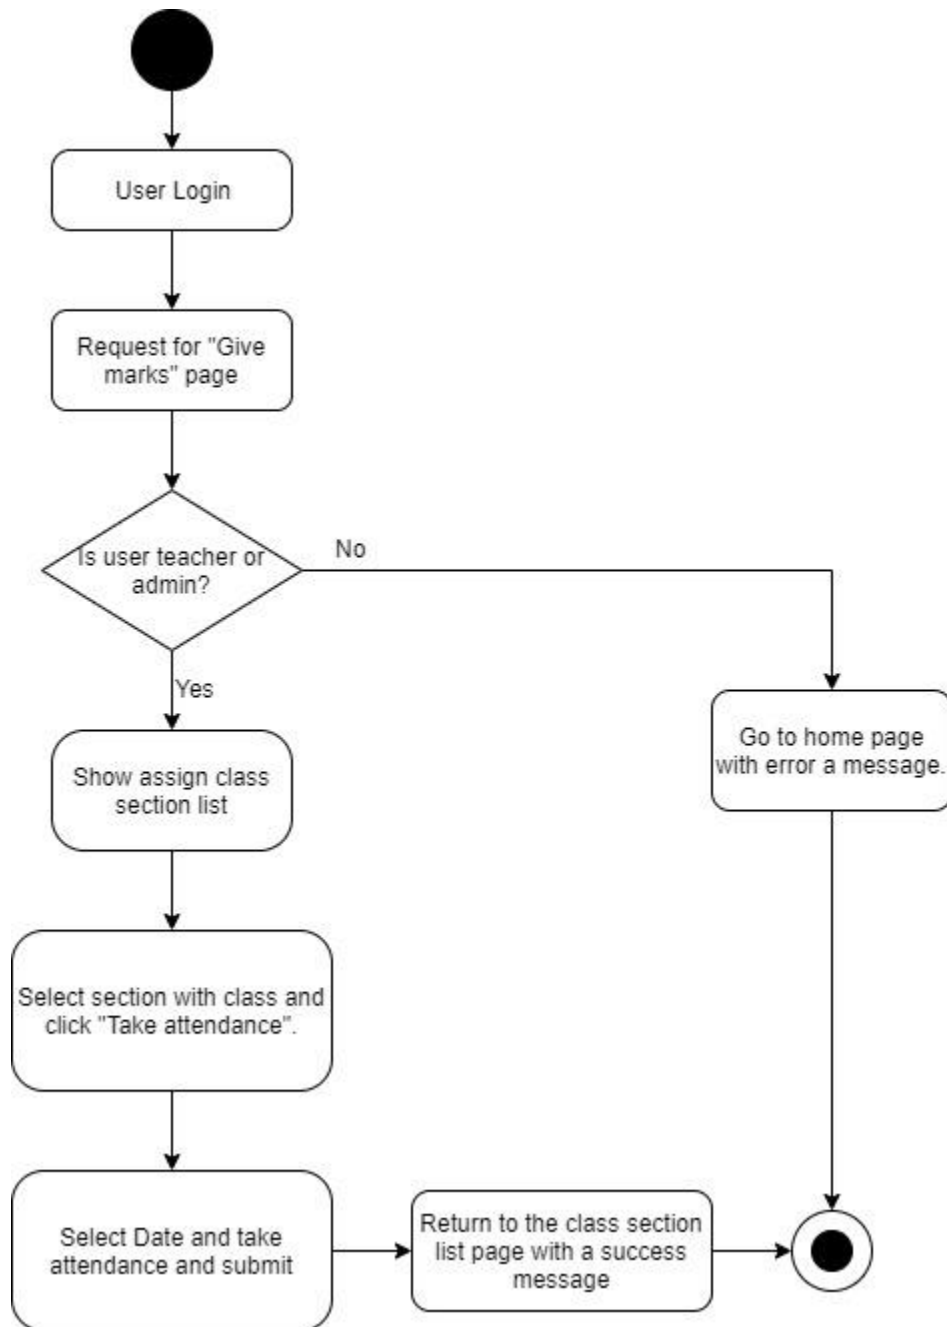 User Login
Request for "Give
marks" page
Is user teacher or
admin?
No
Yes
Show assign class
section list
Go to home page
with error a message.
Select section with class and
click "Take attendance".
Select Date and take
attendance and submit
Return to the class section
list page with a success
message